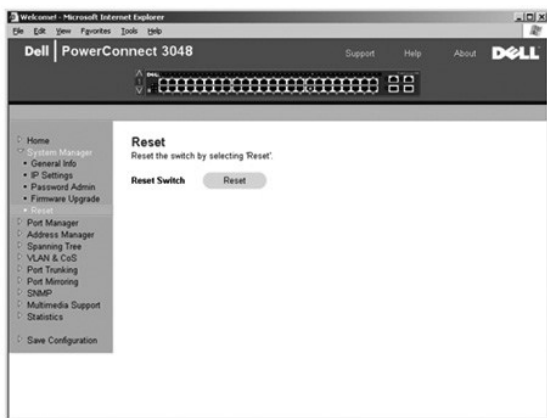 Welcome! - Microsoft Internet Explorer
File Edit View Favorites Tools Help
Dell PowerConnect 3048
Support Help About DELL
DELL
Home
System Manager
General Info
IP Settings
Password Admin
Firmware Upgrade
Reset
Port Manager
Address Manager
Spanning Tree
VLAN & CoS
Port Trunking
Port Mirroring
SNMP
Multimedia Support
Statistics
Save Configuration
Reset
Reset the switch by selecting 'Reset'.
Reset Switch Reset